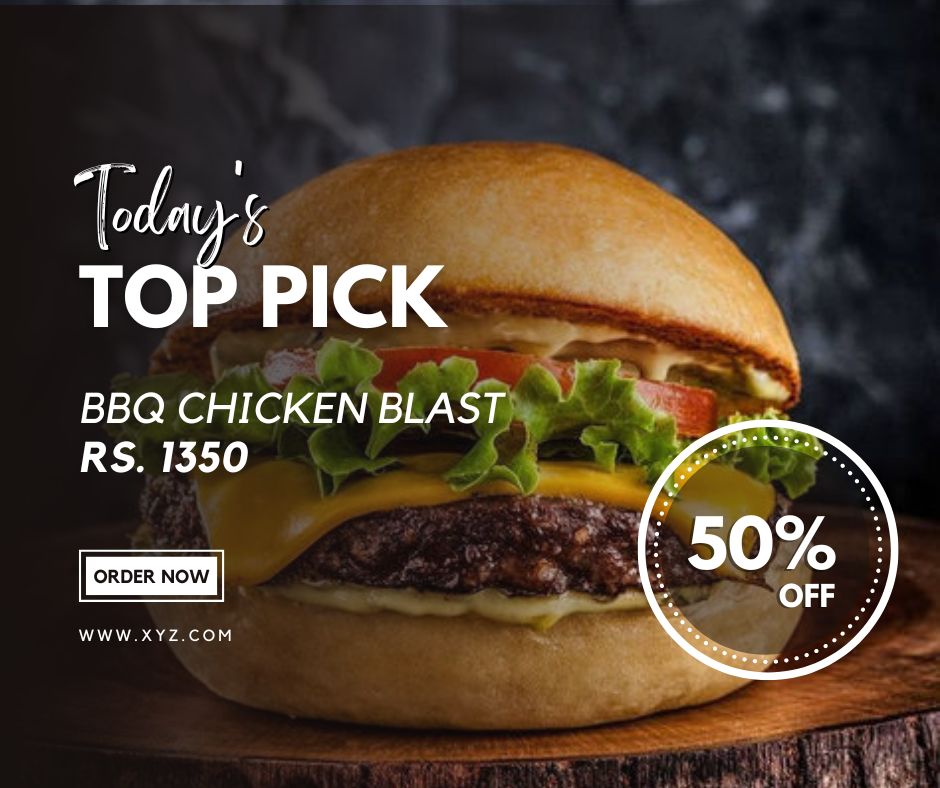 Today's
TOP PICK
BBQ CHICKEN BLAST
RS. 1350
50%
OFF
ORDER NOW
WWW.XYZ.COM